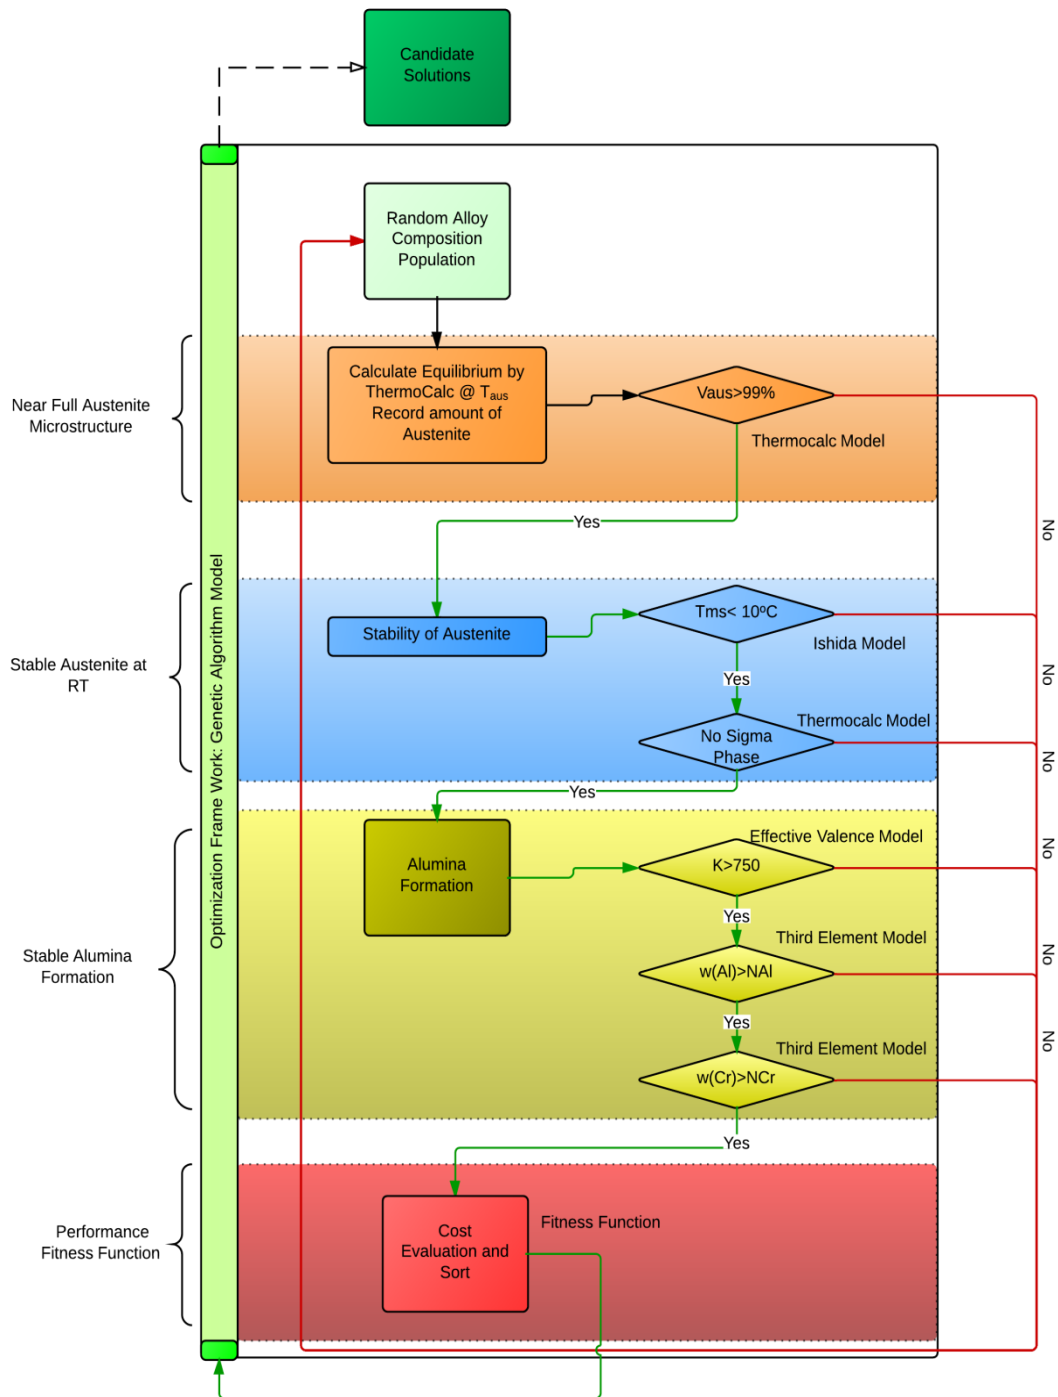 Candidate
Solutions
Random Alloy
Composition
Population
Near Full Austenite
Microstructure
Calculate Equilibrium by
ThermoCalc @ Taus
Record amount of
Austenite
Vaus>99%
Thermocalc Model
Yes
No
Optimization Frame Work: Genetic Algorithm Model
Stable Austenite at
RT
Stability of Austenite
Tms< 10ºC
Ishida Model
Yes
No
Thermocalc Model
No Sigma
Phase
No
Yes
Stable Alumina
Formation
Alumina
Formation
Effective Valence Model
K>750
No
Yes
Third Element Model
w(Al)>NAl
No
Yes
Third Element Model
w(Cr)>NCr
No
Yes
Performance
Fitness Function
Cost
Evaluation and
Sort
Fitness Function